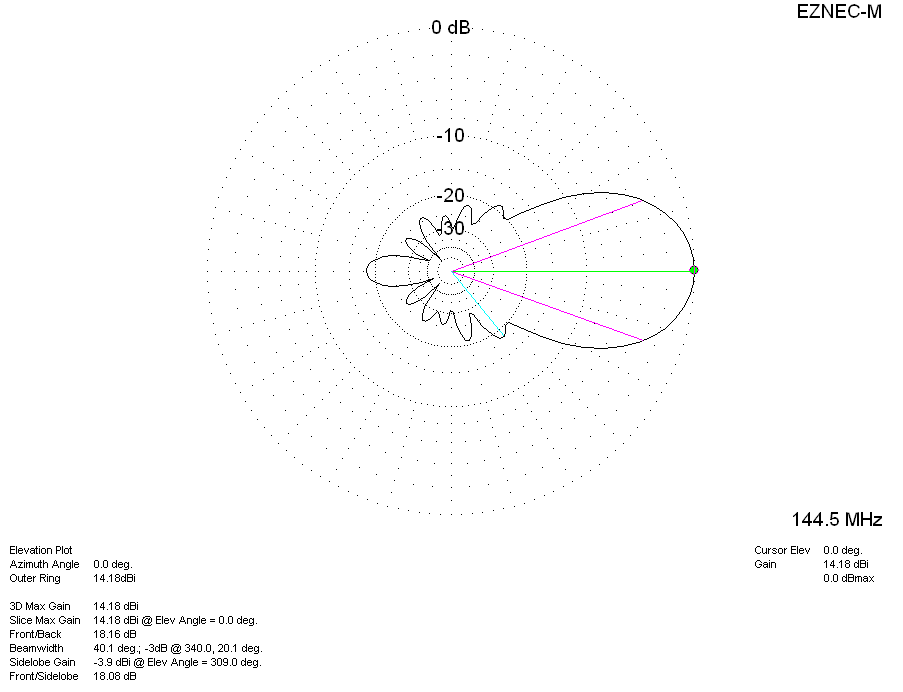 EZNEC-M
0 dB
-10
-20
-30
144.5 MHz
Elevation Plot
Azimuth Angle 0.0 deg.
Outer Ring 14.18dBi
Cursor Elev 0.0 deg.
Gain 14.18 dBi
0.0 dBmax
3D Max Gain 14.18 dBi
Slice Max Gain 14.18 dBi @ Elev Angle = 0.0 deg.
Front/Back 18.16 dB
Beamwidth 40.1 deg.; -3dB @ 340.0, 20.1 deg.
Sidelobe Gain -3.9 dBi @ Elev Angle = 309.0 deg.
Front/Sidelobe 18.08 dB